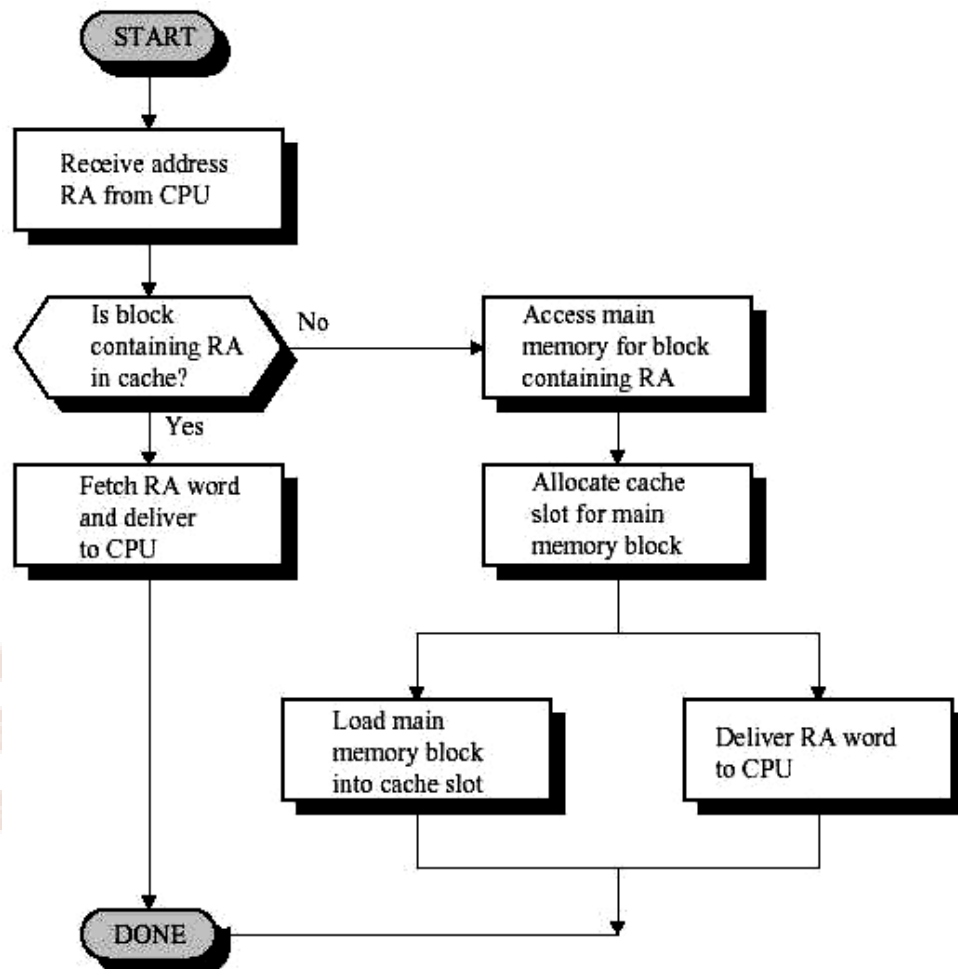 START
Receive address
RA from CPU
Is block
containing RA
in cache?
No
Access main
memory for block
containing RA
Yes
Fetch RA word
and deliver
to CPU
Allocate cache
slot for main
memory block
Load main
memory block
into cache slot
Deliver RA word
to CPU
DONE